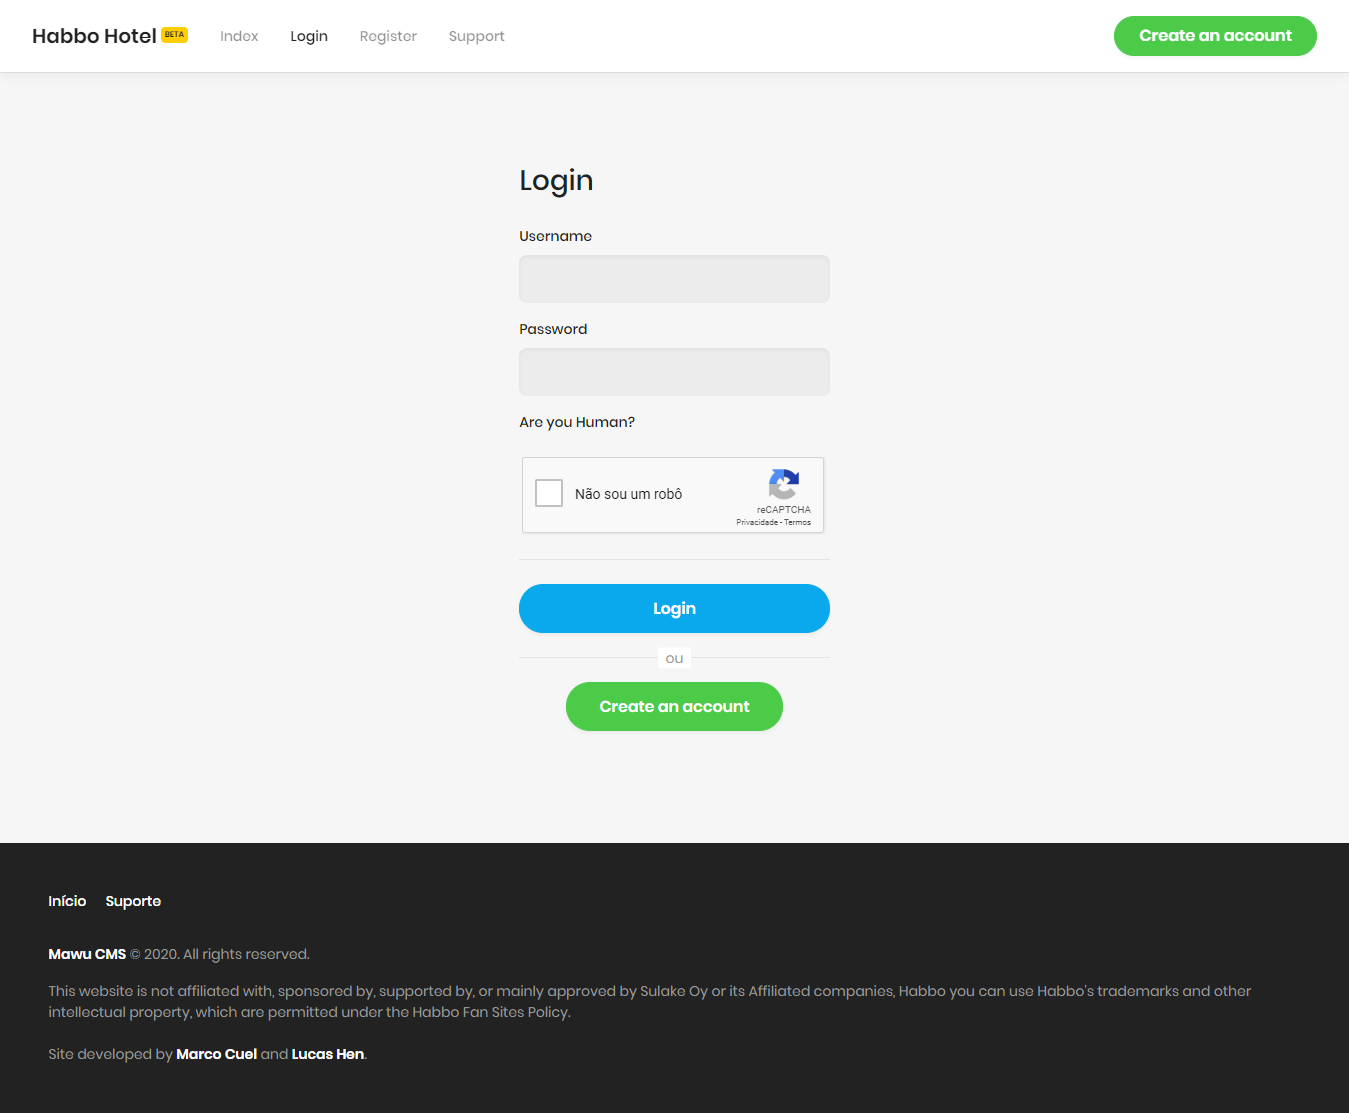 Habbo Hotel BETA Index Login Register Support Create an account
Login
Username
Password
Are you Human?
Não sou um robô
reCAPTCHA
Privacidade - Termos
Login
ou
Create an account
Início Suporte
Mawu CMS © 2020. All rights reserved.
This website is not affiliated with, sponsored by, supported by, or mainly approved by Sulake Oy or its Affiliated companies, Habbo you can use Habbo's trademarks and other
intellectual property, which are permitted under the Habbo Fan Sites Policy.
Site developed by Marco Cuel and Lucas Hen.